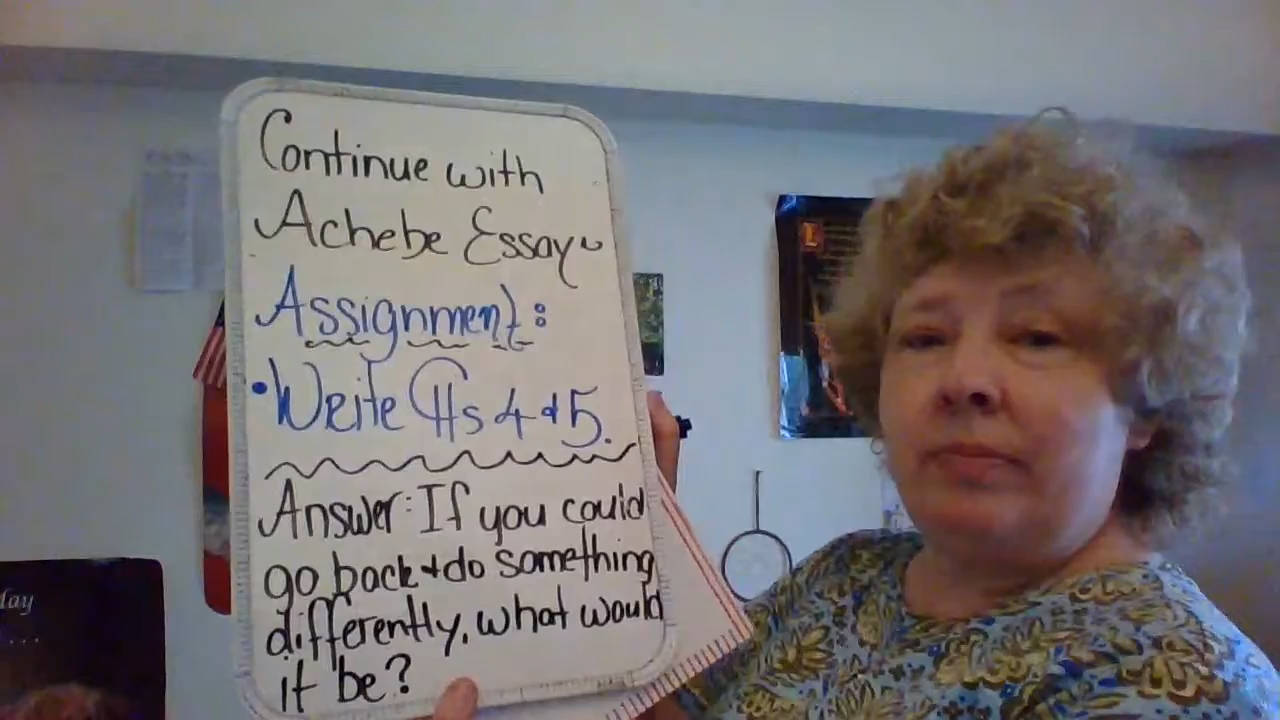 Continue with
Achebe Essay~
Assignment:
•Write ¶s 4 & 5.
Answer: If you could
go back & do something
differently, what would
it be?